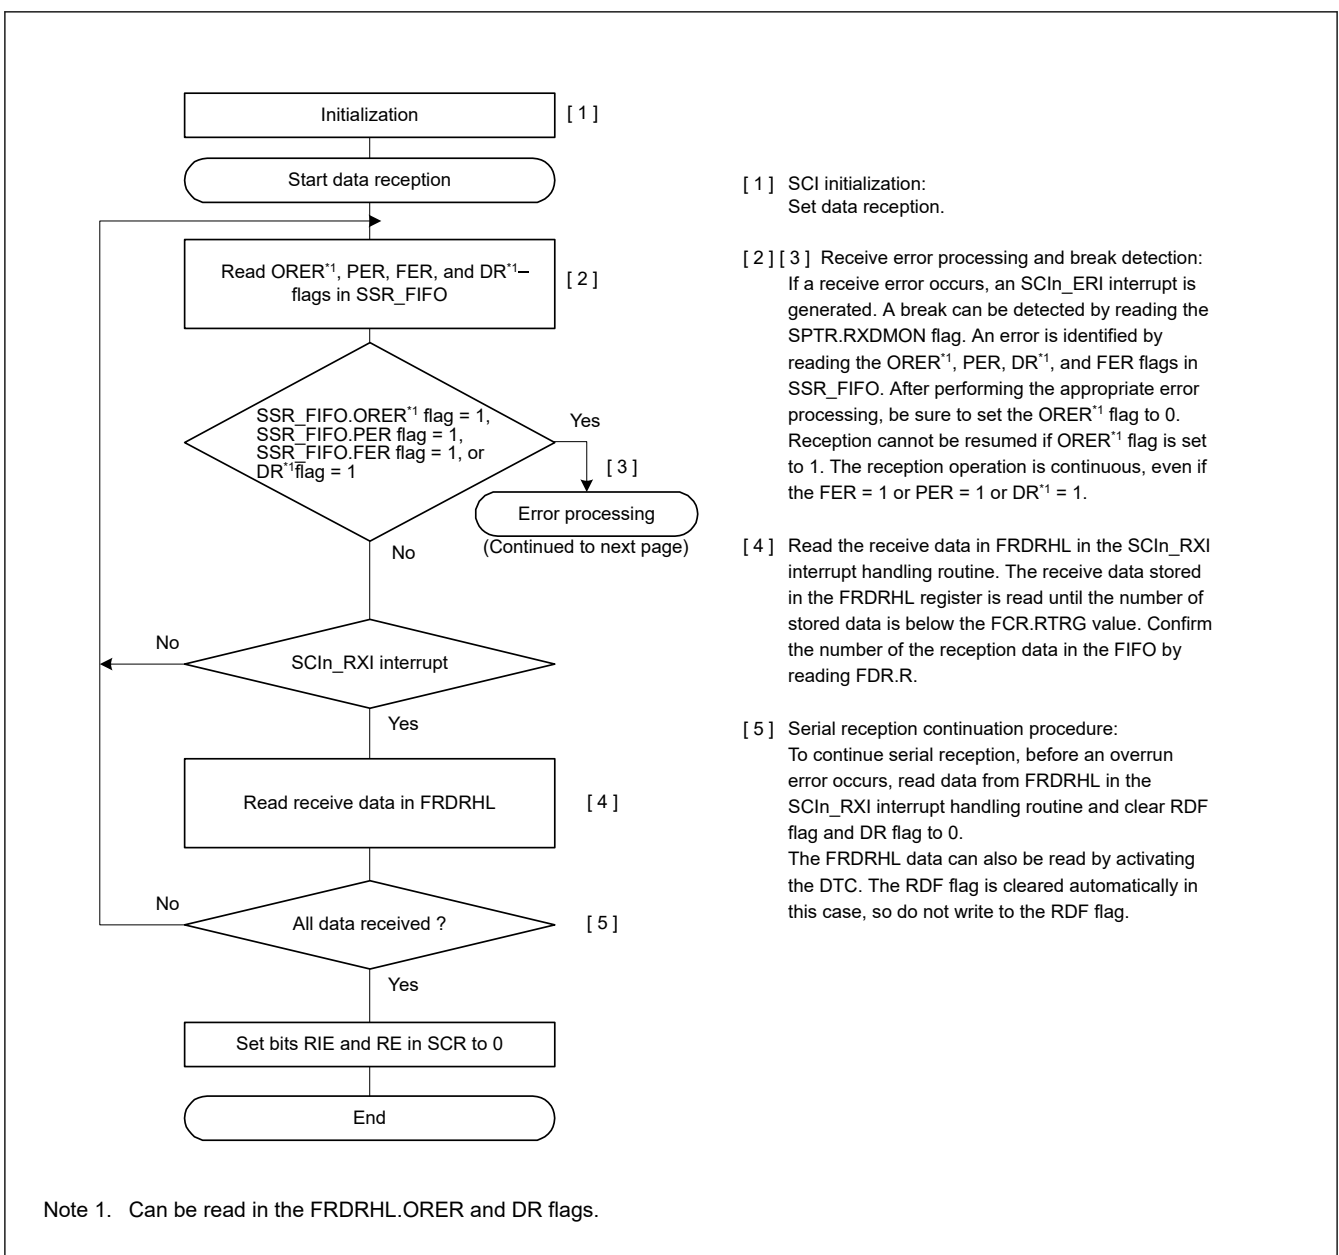 Initialization
[ 1 ]
Start data reception
Read ORER*1, PER, FER, and DR*1–
flags in SSR_FIFO
[ 2 ]
SSR_FIFO.ORER*1 flag = 1,
SSR_FIFO.PER flag = 1,
SSR_FIFO.FER flag = 1, or
DR*1flag = 1
Yes
[ 3 ]
Error processing
(Continued to next page)
No
No
SCIn_RXI interrupt
Yes
Read receive data in FRDRHL
[ 4 ]
No
All data received ?
[ 5 ]
Yes
Set bits RIE and RE in SCR to 0
End
[ 1 ] SCI initialization:
Set data reception.
[ 2 ] [ 3 ] Receive error processing and break detection:
If a receive error occurs, an SCIn_ERI interrupt is
generated. A break can be detected by reading the
SPTR.RXDMON flag. An error is identified by
reading the ORER*1, PER, DR*1, and FER flags in
SSR_FIFO. After performing the appropriate error
processing, be sure to set the ORER*1 flag to 0.
Reception cannot be resumed if ORER*1 flag is set
to 1. The reception operation is continuous, even if
the FER = 1 or PER = 1 or DR*1 = 1.
[ 4 ] Read the receive data in FRDRHL in the SCIn_RXI
interrupt handling routine. The receive data stored
in the FRDRHL register is read until the number of
stored data is below the FCR.RTRG value. Confirm
the number of the reception data in the FIFO by
reading FDR.R.
[ 5 ] Serial reception continuation procedure:
To continue serial reception, before an overrun
error occurs, read data from FRDRHL in the
SCIn_RXI interrupt handling routine and clear RDF
flag and DR flag to 0.
The FRDRHL data can also be read by activating
the DTC. The RDF flag is cleared automatically in
this case, so do not write to the RDF flag.
Note 1. Can be read in the FRDRHL.ORER and DR flags.